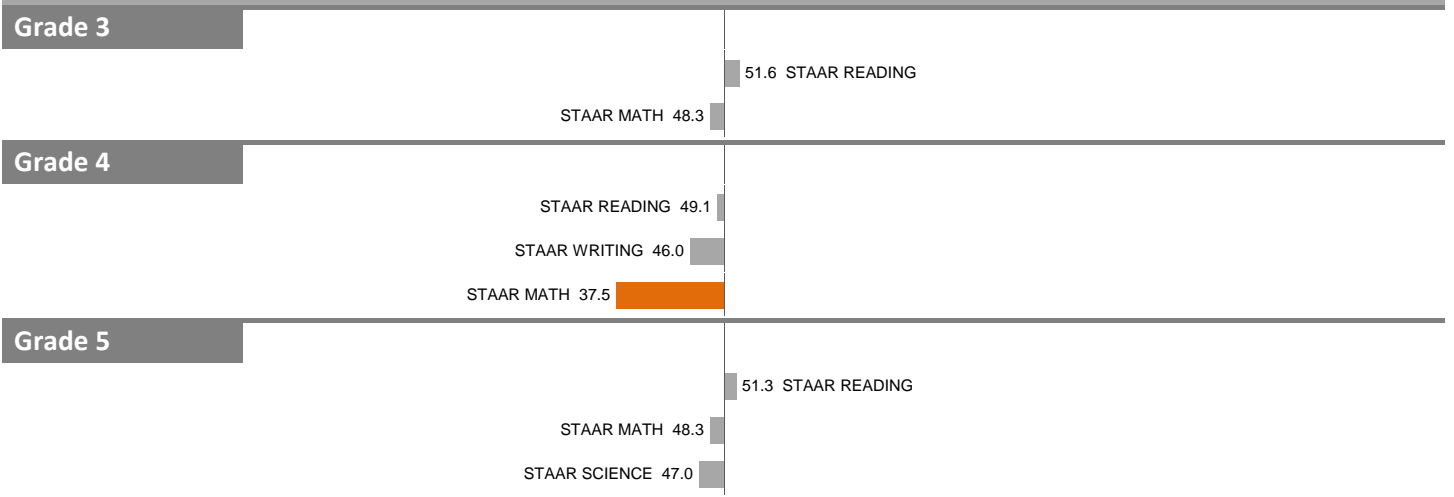 Grade 3
51.6 STAAR READING
STAAR MATH 48.3
Grade 4
STAAR READING 49.1
STAAR WRITING 46.0
STAAR MATH 37.5
Grade 5
51.3 STAAR READING
STAAR MATH 48.3
STAAR SCIENCE 47.0